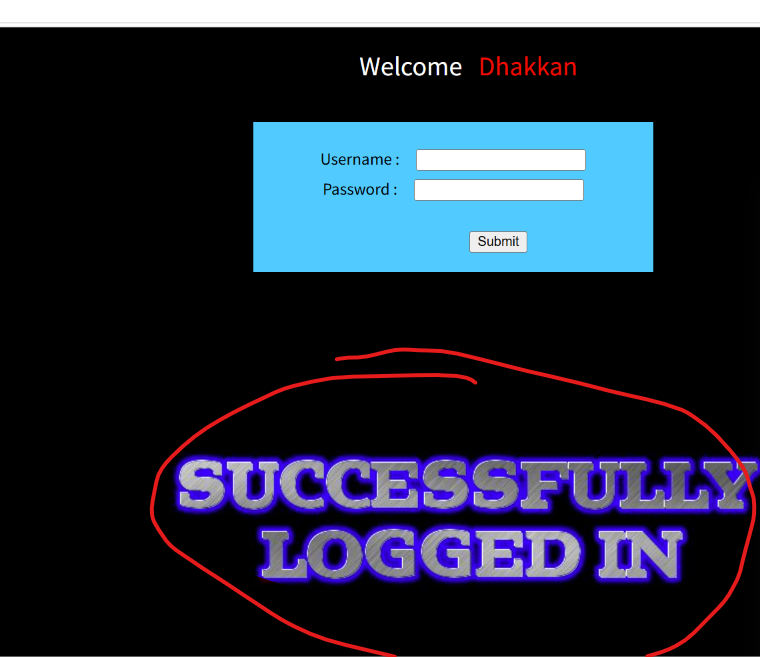 Welcome Dhakkan
Username :
Password :
Submit
SUCCESSFULLY
LOGGED IN